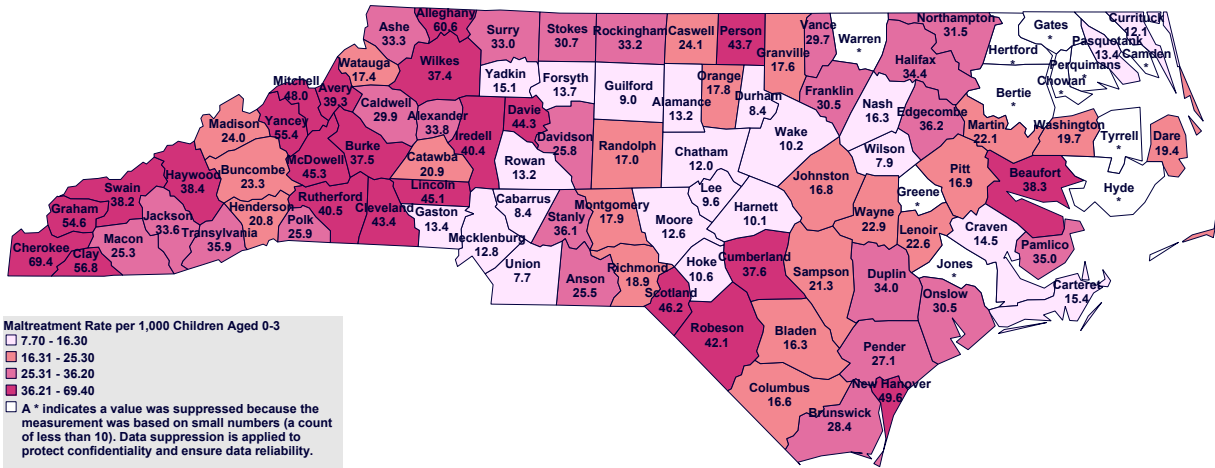 Alleghany
60.6
Ashe
33.3
Surry
33.0
Stokes
30.7
Rockingham
33.2
Caswell
24.1
Person
43.7
Granville
17.6
Vance
29.7
Warren
*
Northampton
31.5
Gates
*
Currituck
12.1
Pasquotank
13.4
Camden
*
Hertford
*
Perquimans
*
Chowan
*
Halifax
34.4
Bertie
*
Watauga
17.4
Wilkes
37.4
Yadkin
15.1
Forsyth
13.7
Guilford
9.0
Alamance
13.2
Orange
17.8
Durham
8.4
Franklin
30.5
Nash
16.3
Edgecombe
36.2
Martin
22.1
Washington
19.7
Tyrrell
*
Dare
19.4
Mitchell
48.0
Avery
39.3
Caldwell
29.9
Alexander
33.8
Iredell
40.4
Davie
44.3
Davidson
25.8
Randolph
17.0
Chatham
12.0
Wake
10.2
Wilson
7.9
Pitt
16.9
Beaufort
38.3
Hyde
*
Madison
24.0
Yancey
55.4
McDowell
45.3
Burke
37.5
Catawba
20.9
Rowan
13.2
Lee
9.6
Johnston
16.8
Greene
*
Swain
38.2
Haywood
38.4
Buncombe
23.3
Rutherford
40.5
Cleveland
43.4
Lincoln
45.1
Gaston
13.4
Cabarrus
8.4
Stanly
36.1
Montgomery
17.9
Moore
12.6
Harnett
10.1
Wayne
22.9
Lenoir
22.6
Craven
14.5
Pamlico
35.0
Graham
54.6
Jackson
33.6
Transylvania
35.9
Henderson
20.8
Polk
25.9
Mecklenburg
12.8
Cherokee
69.4
Clay
56.8
Macon
25.3
Union
7.7
Anson
25.5
Richmond
18.9
Hoke
10.6
Cumberland
37.6
Sampson
21.3
Duplin
34.0
Jones
*
Onslow
30.5
Carteret
15.4
Scotland
46.2
Robeson
42.1
Bladen
16.3
Pender
27.1
Columbus
16.6
New Hanover
49.6
Brunswick
28.4
Maltreatment Rate per 1,000 Children Aged 0-3
7.70 - 16.30
16.31 - 25.30
25.31 - 36.20
36.21 - 69.40
A * indicates a value was suppressed because the
measurement was based on small numbers (a count
of less than 10). Data suppression is applied to
protect confidentiality and ensure data reliability.